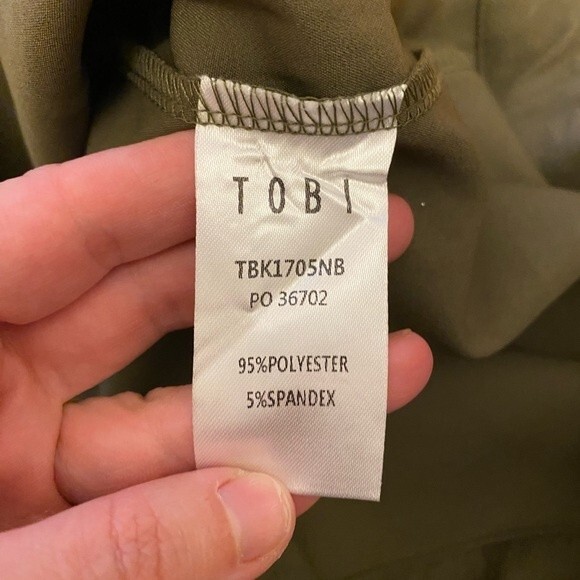 TOBI
TBK1705NB
PO 36702
95%POLYESTER
5%SPANDEX